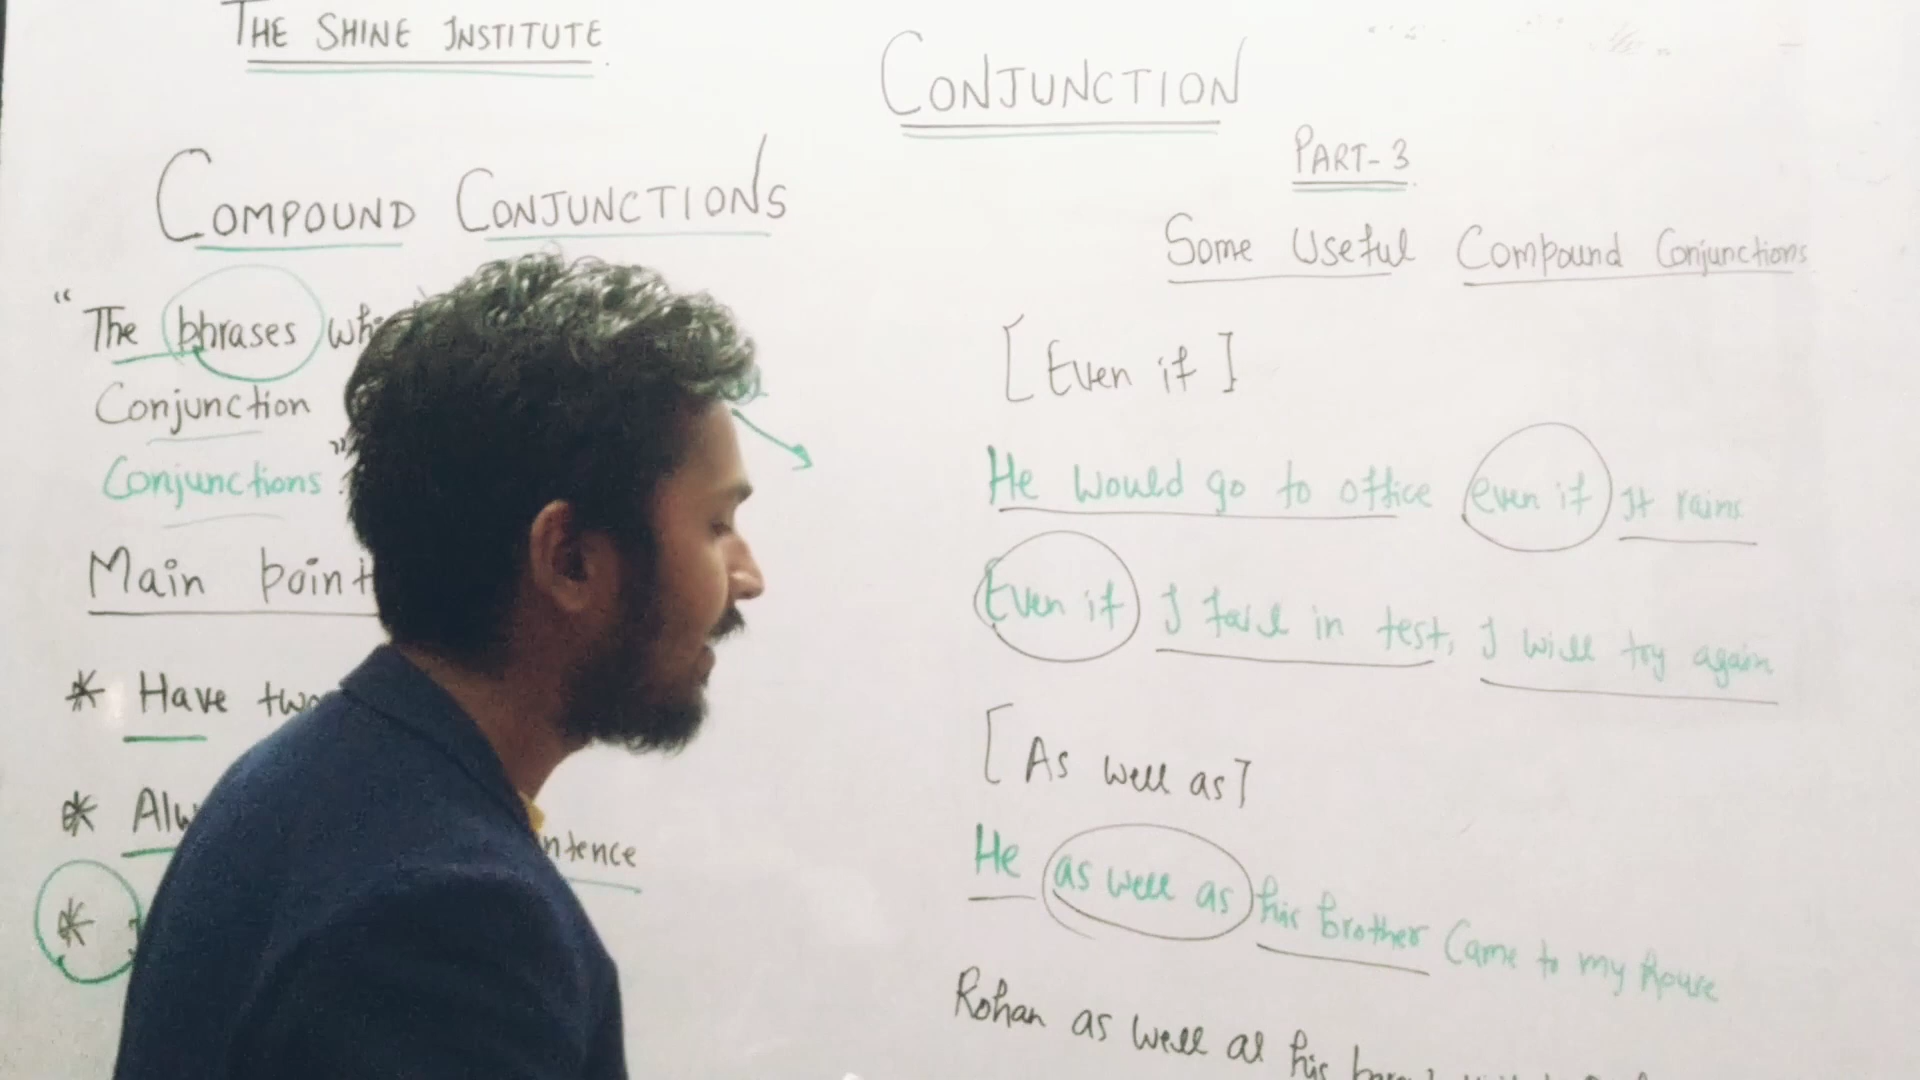 THE SHINE INSTITUTE
CONJUNCTION
PART-3
COMPOUND CONJUNCTIONS
"The phrases
Conjunction
Conjunctions"
Main point
* Have two
*
*
Some Useful Compound Conjunctions
[Even if]
He would go to office even if It rains
Even if I fail in test, I will try again
[As well as]
He as well as his brother Came to my house
Rohan as well as his